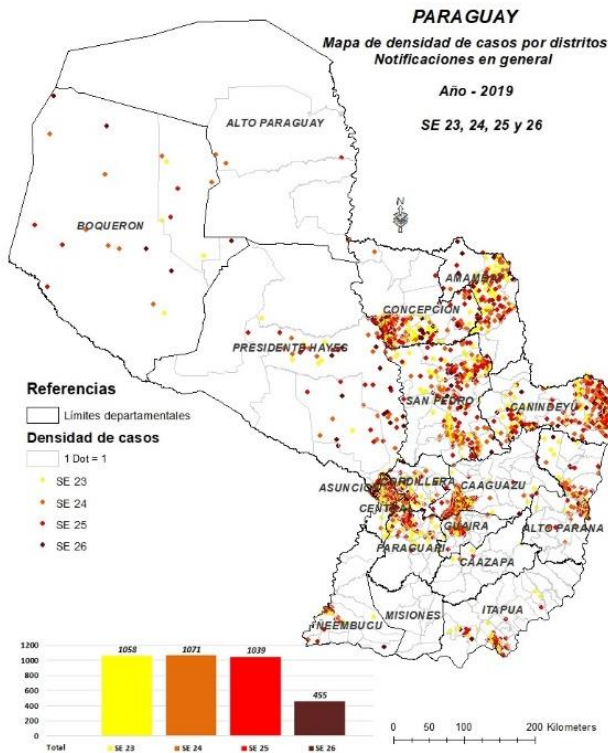 PARAGUAY
Mapa de densidad de casos por distritos
Notificaciones en general
Año - 2019
SE 23, 24, 25 y 26
ALTO PARAGUAY
BOQUERON
N
AMAMBAY
CONCEPCION
PRESIDENTE HAYES
SAN PEDRO
CANINDEYU
Referencias
Límites departamentales
Densidad de casos
1 Dot = 1
SE 23
SE 24
SE 25
SE 26
CORDILLERA
ASUNCION
CAAGUAZU
CENTRAL
GUAIRA
ALTO PARANA
PARAGUARI
CAAZAPA
MISIONES
ITAPUA
ÑEEMBUCU
1200
1000
800
600
400
200
0
1058
1071
1039
455
Total
SE 23
SE 24
SE 25
SE 26
0 50 100 200 Kilometers